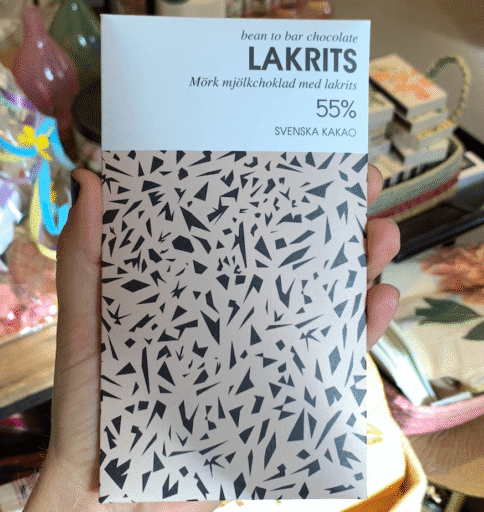 bean to bar chocolate
LAKRITS
Mörk mjölkchoklad med lakrits
55%
SVENSKA KAKAO